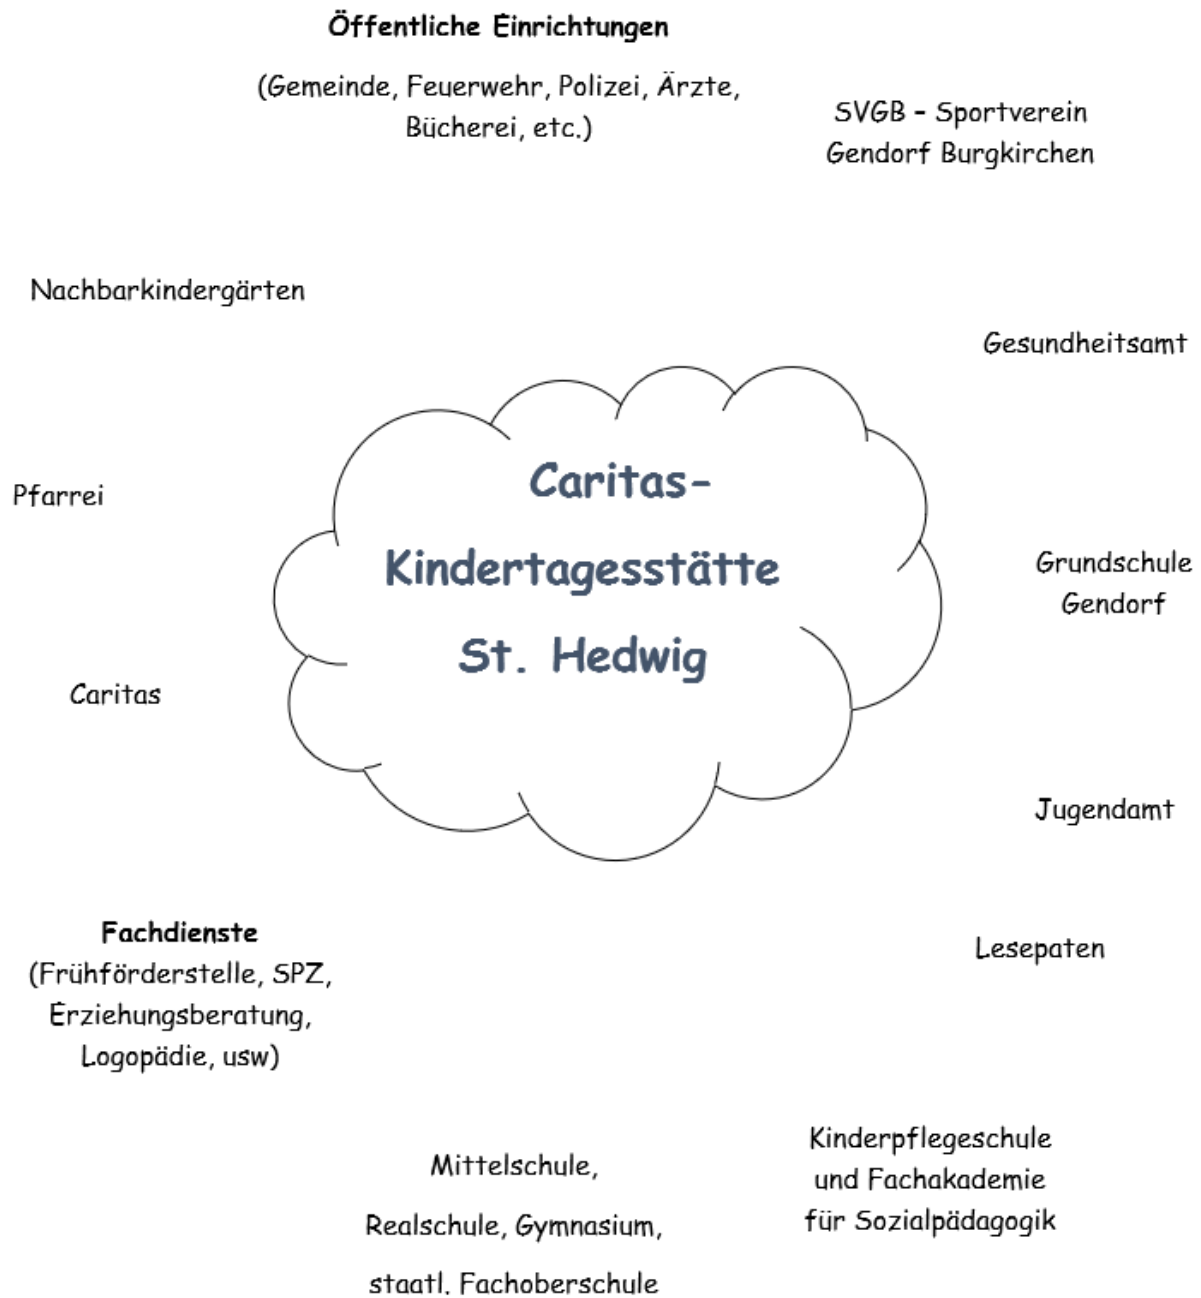 Öffentliche Einrichtungen
(Gemeinde, Feuerwehr, Polizei, Ärzte,
Bücherei, etc.)
SVGB – Sportverein
Gendorf Burgkirchen
Nachbarkindergärten
Gesundheitsamt
Caritas-
Kindertagesstätte
St. Hedwig
Pfarrei
Grundschule
Gendorf
Caritas
Jugendamt
Fachdienste
(Frühförderstelle, SPZ,
Erziehungsberatung,
Logopädie, usw)
Lesepaten
Mittelschule,
Realschule, Gymnasium,
staatl. Fachoberschule
Kinderpflegeschule
und Fachakademie
für Sozialpädagogik